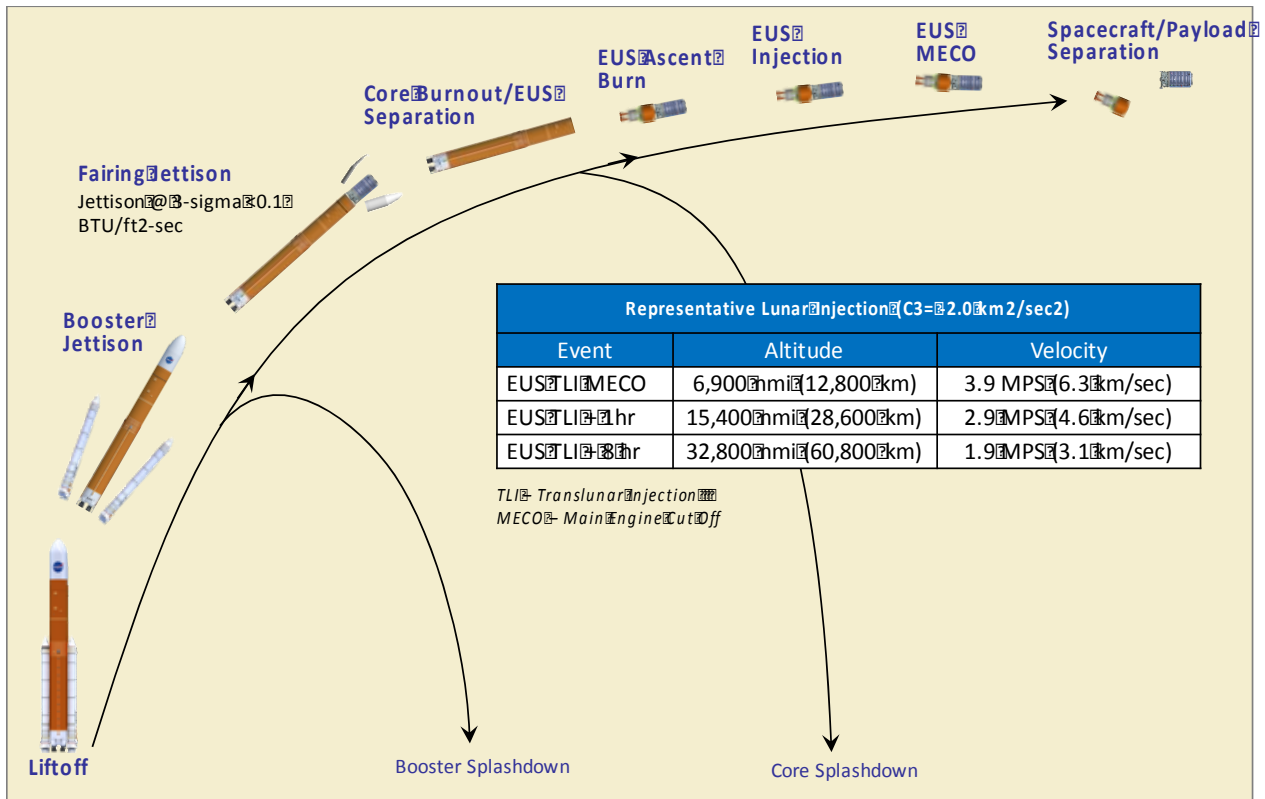 EUS
Injection
EUS
MECO
Spacecraft/Payload
Separation
EUS Ascent
Burn
Core Burnout/EUS
Separation
Fairing Jettison
Jettison @ 3-sigma <0.1
BTU/ft2-sec
Booster
Jettison
Representative Lunar Injection (C3= -2.0 km2/sec2)
Event Altitude Velocity
EUS TLI MECO 6,900 nmi (12,800 km) 3.9 MPS (6.3 km/sec)
EUS TLI + 1hr 15,400 nmi (28,600 km) 2.9 MPS (4.6 km/sec)
EUS TLI + 8 hr 32,800 nmi (60,800 km) 1.9 MPS (3.1 km/sec)
TLI – Translunar Injection
MECO – Main Engine Cut Off
Liftoff
Booster Splashdown
Core Splashdown